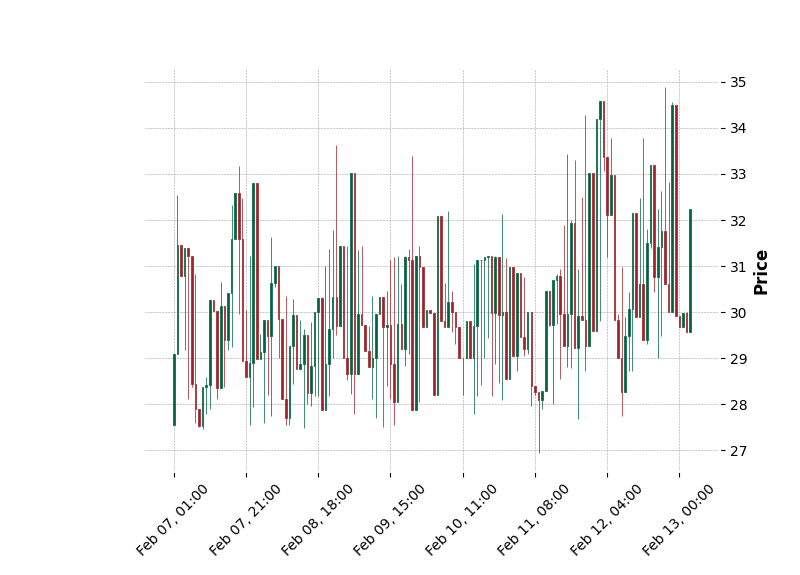 35
34
33
32
31
30
29
28
27
Price
Feb 07, 01:00
Feb 07, 21:00
Feb 08, 18:00
Feb 09, 15:00
Feb 10, 11:00
Feb 11, 08:00
Feb 12, 04:00
Feb 13, 00:00